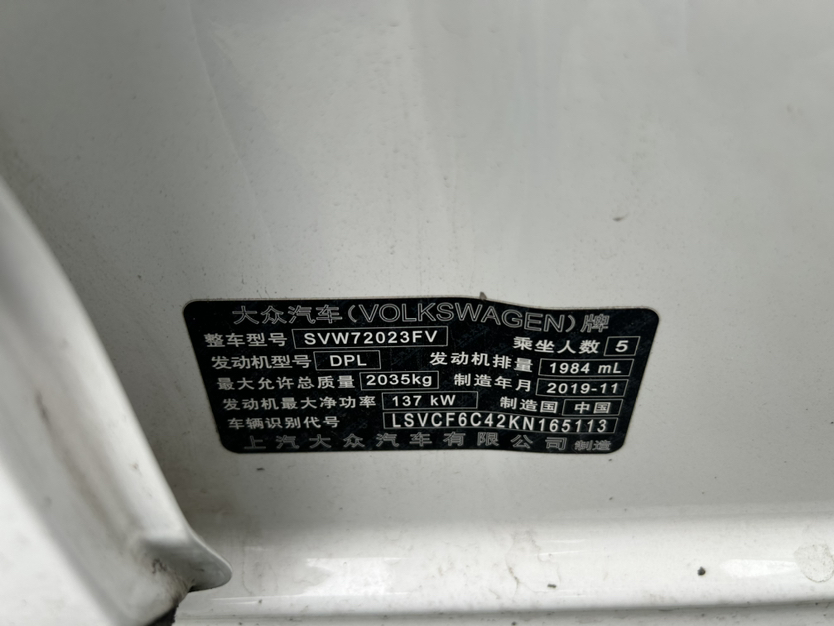 大众汽车(VOLKSWAGEN)牌
整车型号 SVW72023FV 乘坐人数 5
发动机型号 DPL 发动机排量 1984 mL
最大允许总质量 2035kg 制造年月 2019-11
发动机最大净功率 137 kW 制造国 中国
车辆识别代号 LSVCF6C42KN165113
上汽大众汽车有限公司 制造